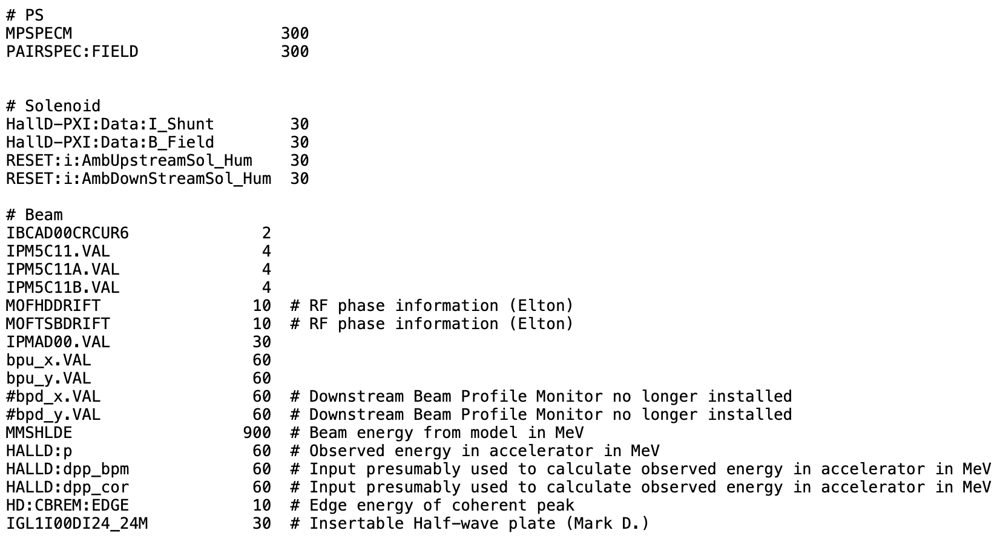 # PS
MPSPECM                      300
PAIRSPEC:FIELD               300
# Solenoid
HallD-PXI:Data:I_Shunt        30
HallD-PXI:Data:B_Field        30
RESET:i:AmbUpstreamSol_Hum    30
RESET:i:AmbDownStreamSol_Hum  30
# Beam
IBCAD00CRCUR6              2
IPM5C11.VAL                4
IPM5C11A.VAL               4
IPM5C11B.VAL               4
MOFHDDRIFT                10  # RF phase information (Elton)
MOFTSBDRIFT               10  # RF phase information (Elton)
IPMAD00.VAL               30
bpu_x.VAL                 60
bpu_y.VAL                 60
#bpd_x.VAL                60  # Downstream Beam Profile Monitor no longer installed
#bpd_y.VAL                60  # Downstream Beam Profile Monitor no longer installed
MMSHLDE                  900  # Beam energy from model in MeV
HALLD:p                   60  # Observed energy in accelerator in MeV
HALLD:dpp_bpm             60  # Input presumably used to calculate observed energy in accelerator in MeV
HALLD:dpp_cor             60  # Input presumably used to calculate observed energy in accelerator in MeV
HD:CBREM:EDGE             10  # Edge energy of coherent peak
IGL1I00DI24_24M           30  # Insertable Half-wave plate (Mark D.)